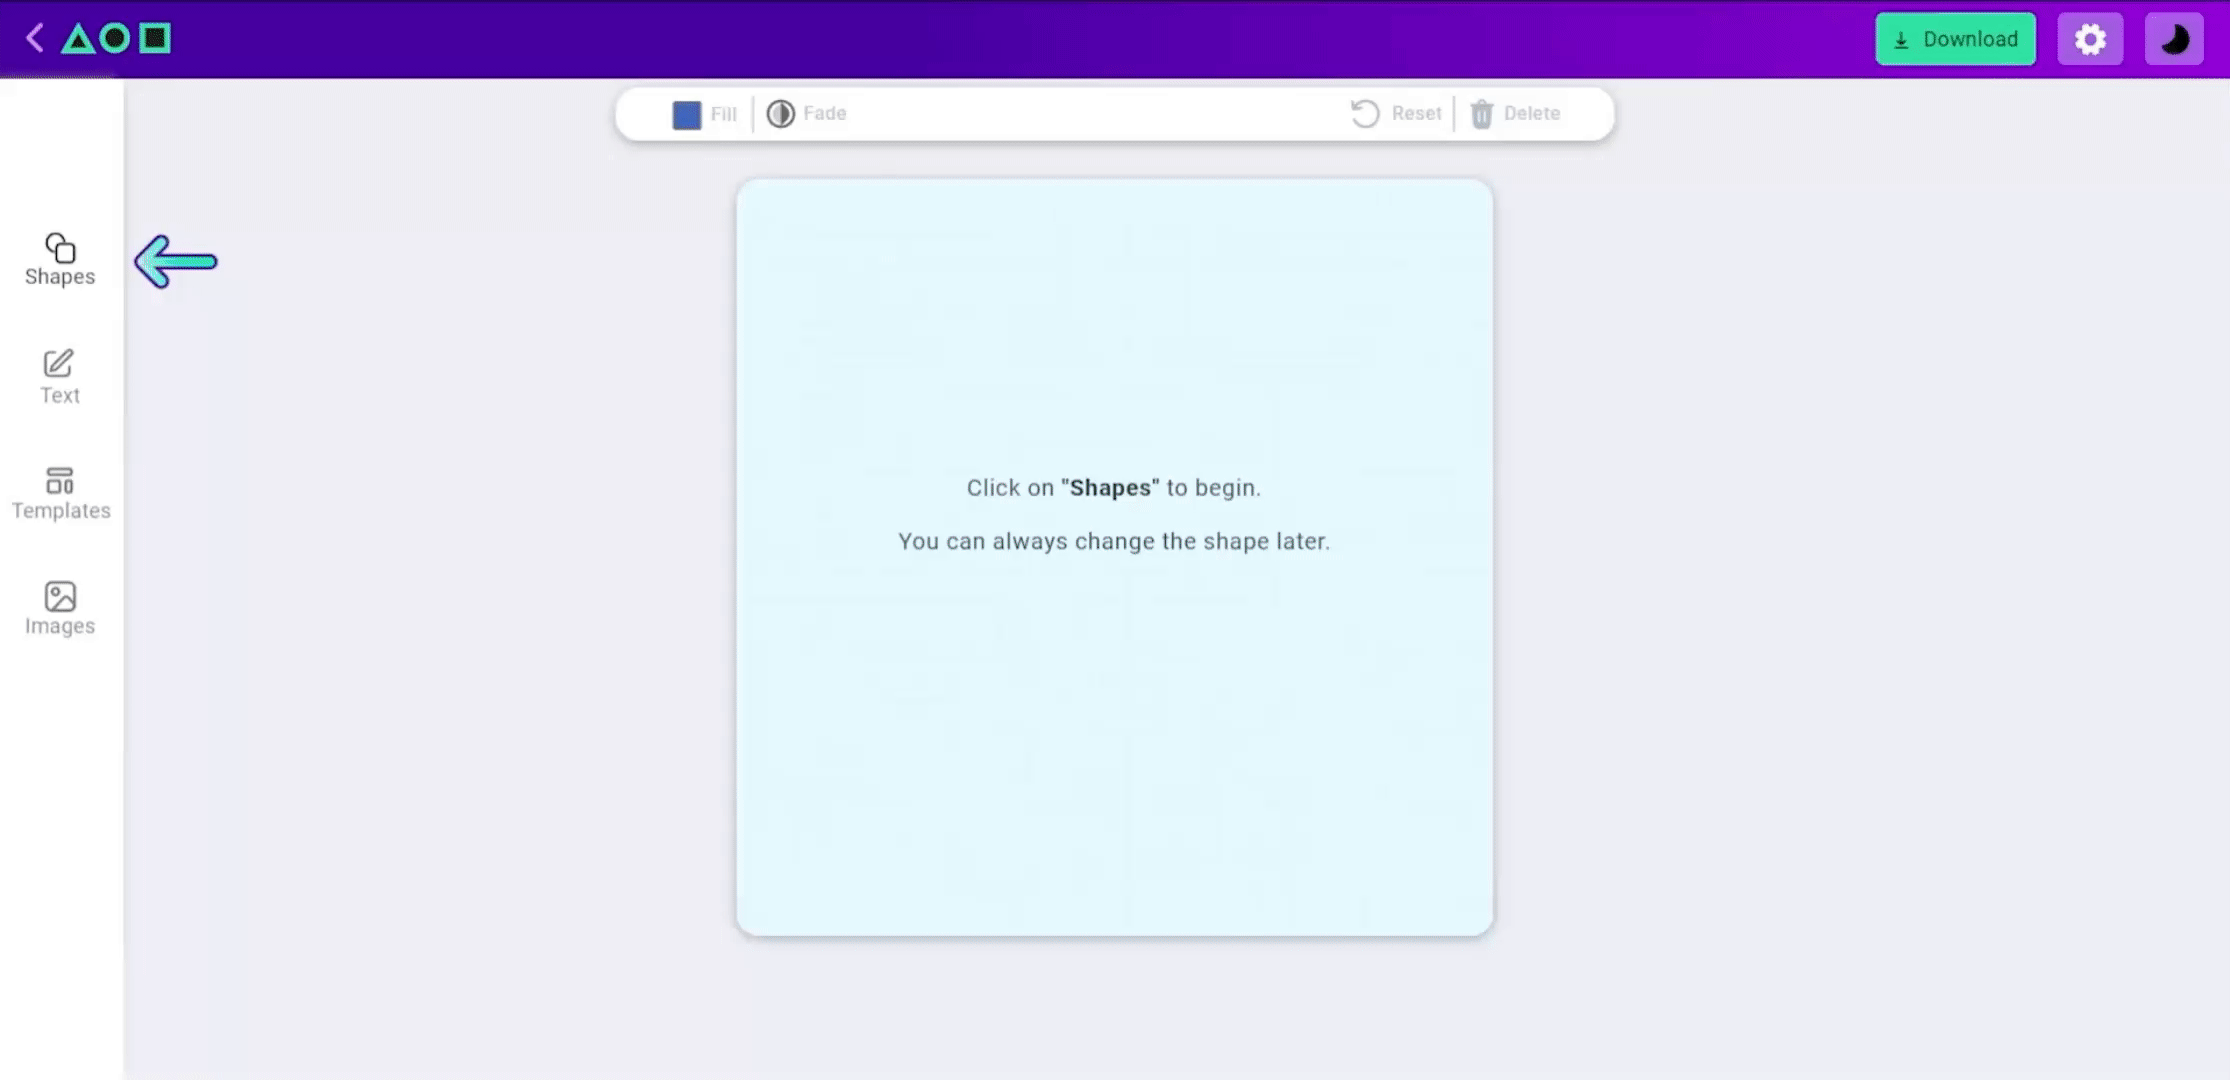 Download
Fill
Fade
Reset
Delete
Shapes
Text
Templates
Images
Click on "Shapes" to begin.
You can always change the shape later.